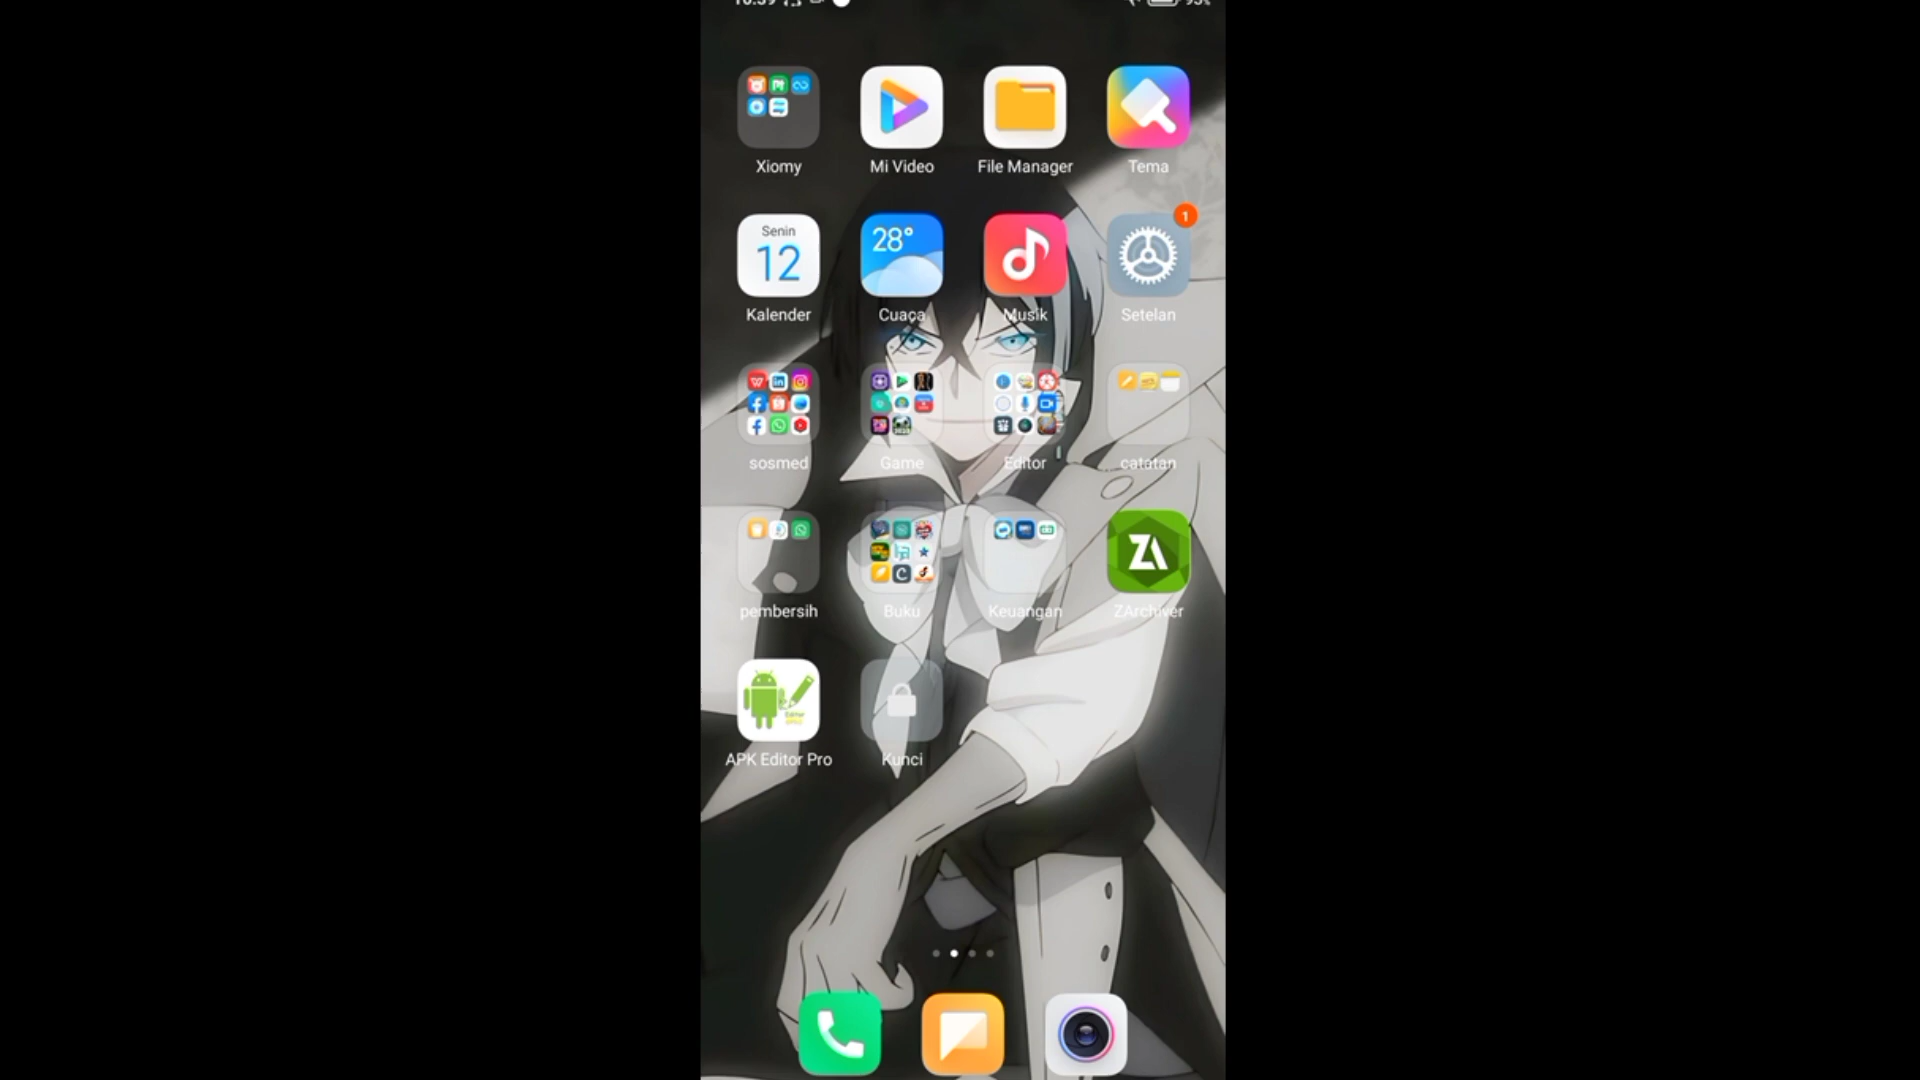 Xiomy
Mi Video
File Manager
Tema
Senin
12
28°
1
Kalender
Cuaca
Musik
Setelan
sosmed
Game
Editor
catatan
pembersih
Buku
Keuangan
ZArchiver
APK Editor Pro
Kunci